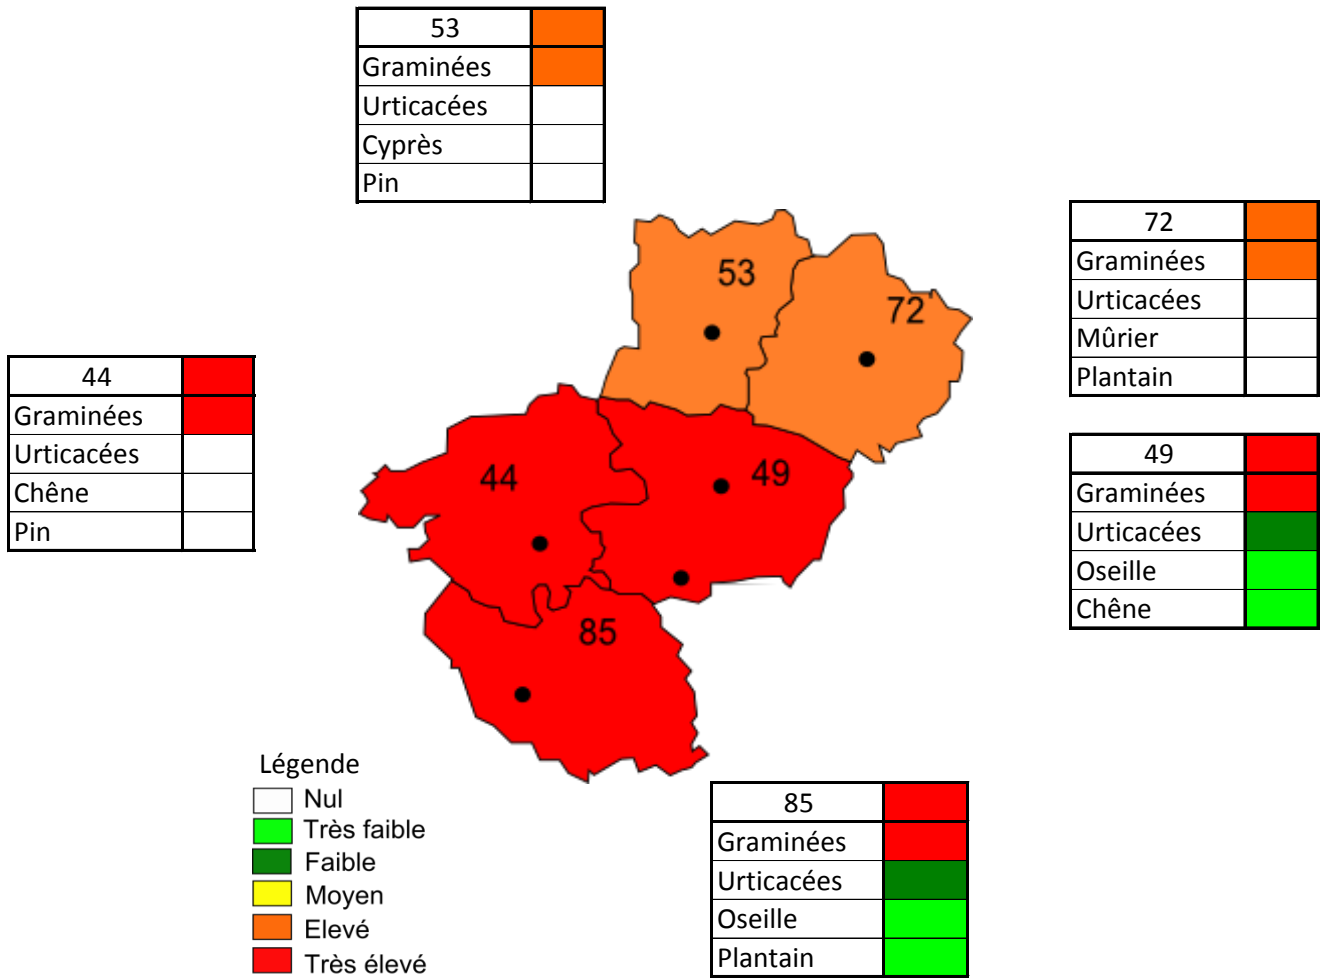 53
Graminées
Urticacées
Cyprès
Pin
72
Graminées
Urticacées
Mûrier
Plantain
53
72
44
Graminées
Urticacées
Chêne
Pin
44
49
49
Graminées
Urticacées
Oseille
Chêne
85
Légende
Nul
Très faible
Faible
Moyen
Elevé
Très élevé
85
Graminées
Urticacées
Oseille
Plantain